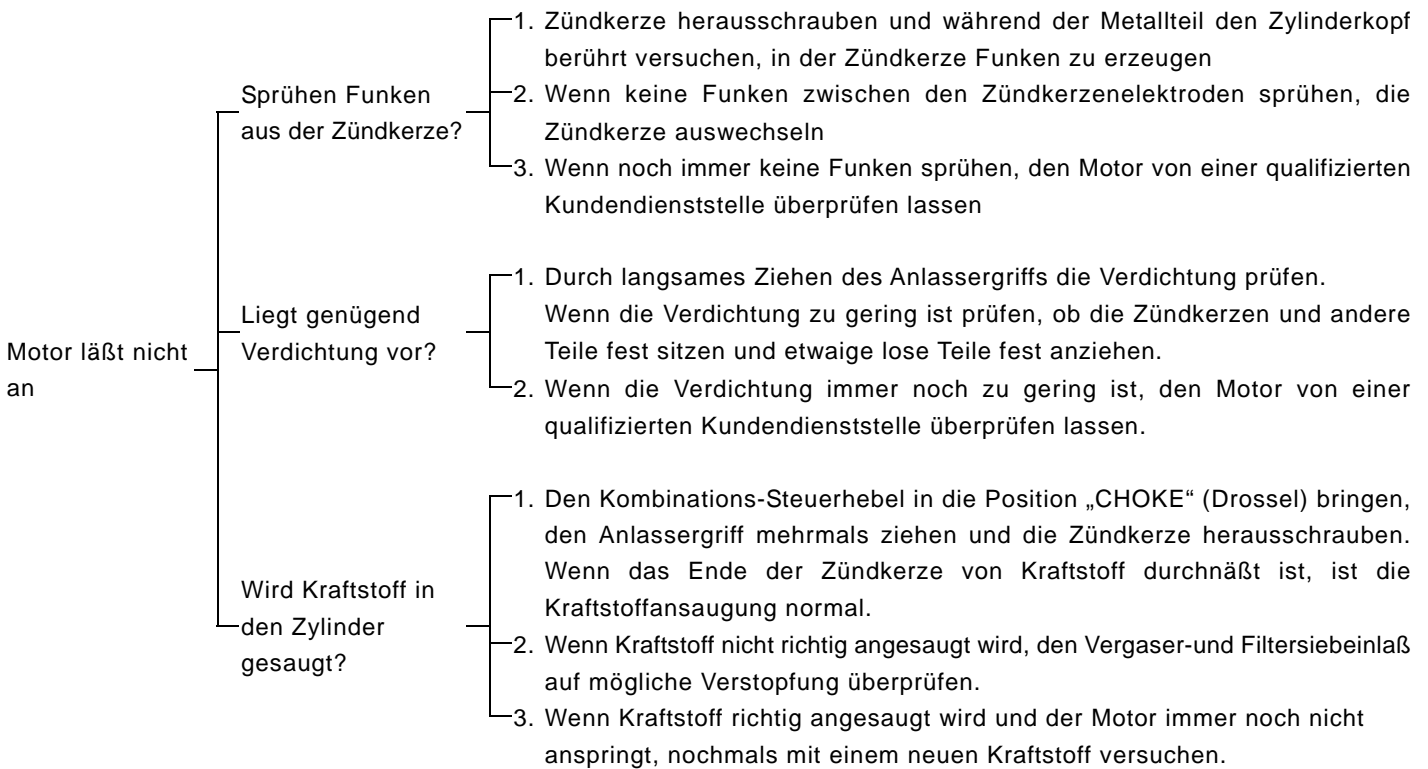 Motor läßt nicht
an
Sprühen Funken
aus der Zündkerze?
1. Zündkerze herausschrauben und während der Metallteil den Zylinderkopf
berührt versuchen, in der Zündkerze Funken zu erzeugen
2. Wenn keine Funken zwischen den Zündkerzenelektroden sprühen, die
Zündkerze auswechseln
3. Wenn noch immer keine Funken sprühen, den Motor von einer qualifizierten
Kundendienststelle überprüfen lassen
Liegt genügend
Verdichtung vor?
1. Durch langsames Ziehen des Anlassergriffs die Verdichtung prüfen.
Wenn die Verdichtung zu gering ist prüfen, ob die Zündkerzen und andere
Teile fest sitzen und etwaige lose Teile fest anziehen.
2. Wenn die Verdichtung immer noch zu gering ist, den Motor von einer
qualifizierten Kundendienststelle überprüfen lassen.
Wird Kraftstoff in
den Zylinder
gesaugt?
1. Den Kombinations-Steuerhebel in die Position „CHOKE“ (Drossel) bringen,
den Anlassergriff mehrmals ziehen und die Zündkerze herausschrauben.
Wenn das Ende der Zündkerze von Kraftstoff durchnäßt ist, ist die
Kraftstoffansaugung normal.
2. Wenn Kraftstoff nicht richtig angesaugt wird, den Vergaser-und Filtersiebeinlaß
auf mögliche Verstopfung überprüfen.
3. Wenn Kraftstoff richtig angesaugt wird und der Motor immer noch nicht
anspringt, nochmals mit einem neuen Kraftstoff versuchen.